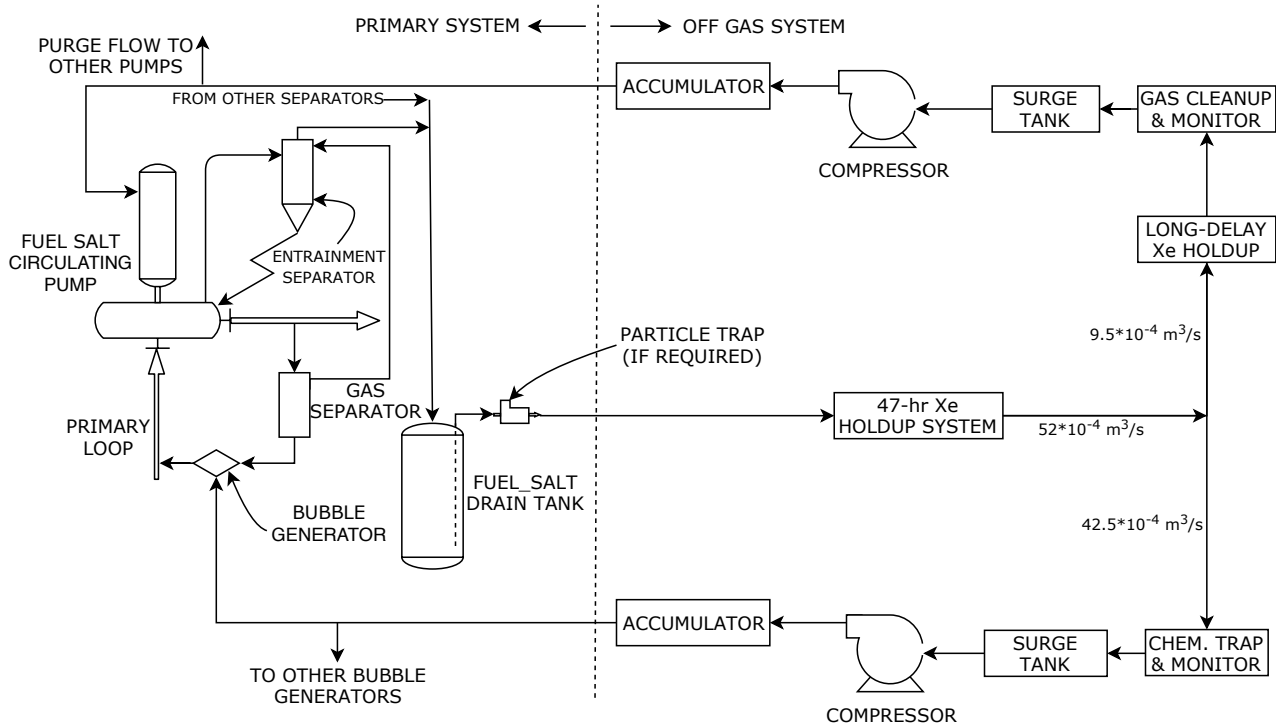 PRIMARY SYSTEM
OFF GAS SYSTEM
PURGE FLOW TO
OTHER PUMPS
FROM OTHER SEPARATORS
ACCUMULATOR
COMPRESSOR
SURGE
TANK
GAS CLEANUP
& MONITOR
FUEL SALT
CIRCULATING
PUMP
ENTRAINMENT
SEPARATOR
LONG-DELAY
Xe HOLDUP
9.5*10-4 m3/s
PARTICLE TRAP
(IF REQUIRED)
GAS
SEPARATOR
47-hr Xe
HOLDUP SYSTEM
52*10-4 m3/s
PRIMARY
LOOP
FUEL_SALT
DRAIN TANK
BUBBLE
GENERATOR
42.5*10-4 m3/s
ACCUMULATOR
COMPRESSOR
SURGE
TANK
CHEM. TRAP
& MONITOR
TO OTHER BUBBLE
GENERATORS